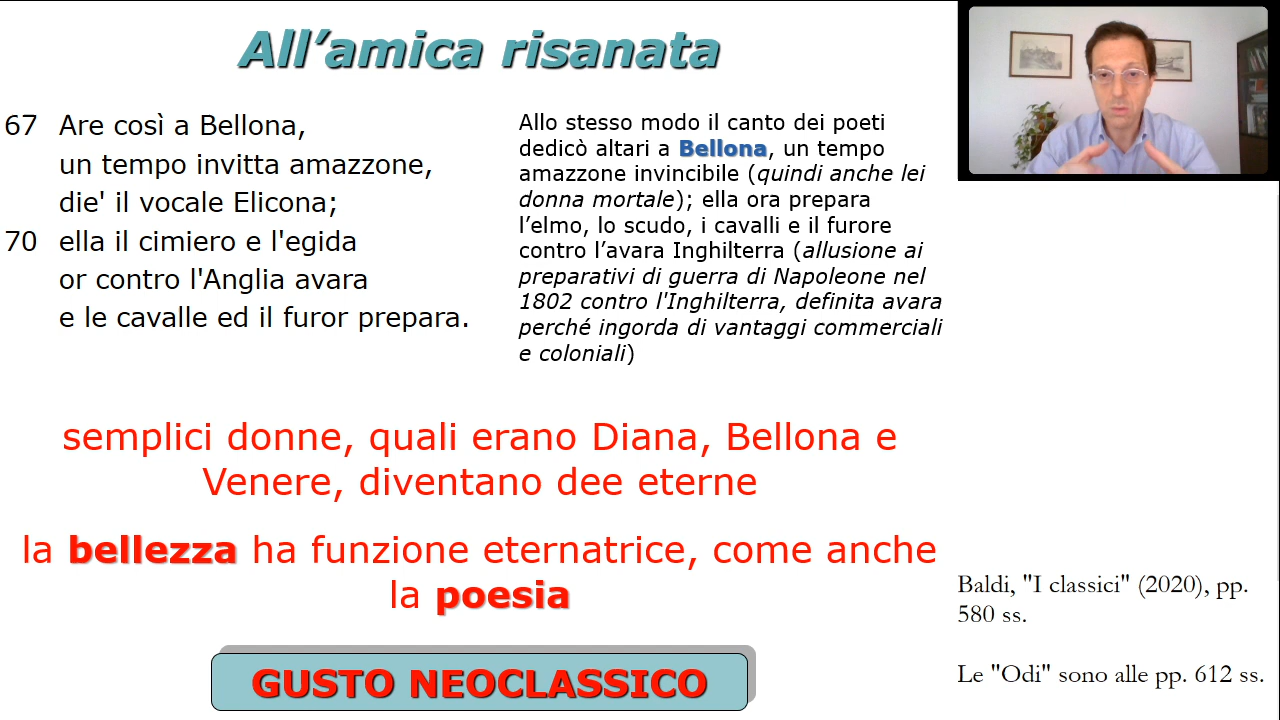 All'amica risanata
67 Are così a Bellona,
un tempo invitta amazzone,
die' il vocale Elicona;
70 ella il cimiero e l'egida
or contro l'Anglia avara
e le cavalle ed il furor prepara.
Allo stesso modo il canto dei poeti
dedicò altari a Bellona, un tempo
amazzone invincibile (quindi anche lei
donna mortale); ella ora prepara
l’elmo, lo scudo, i cavalli e il furore
contro l’avara Inghilterra (allusione ai
preparativi di guerra di Napoleone nel
1802 contro l'Inghilterra, definita avara
perché ingorda di vantaggi commerciali
e coloniali)
semplici donne, quali erano Diana, Bellona e
Venere, diventano dee eterne
la bellezza ha funzione eternatrice, come anche
la poesia
GUSTO NEOCLASSICO
Baldi, "I classici" (2020), pp.
580 ss.
Le "Odi" sono alle pp. 612 ss.